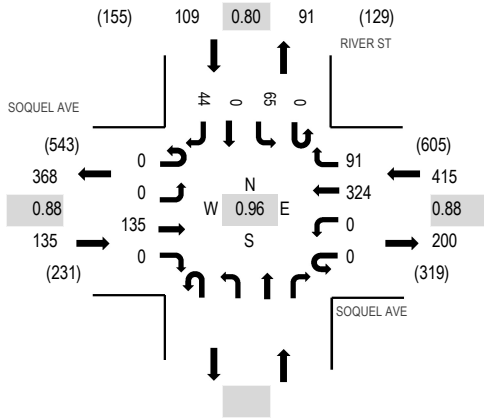 (155) 109 0.80 91 (129)
RIVER ST
44 0 65 0
SOQUEL AVE
(543) (605)
0 91
368 415
0 324
N
0.88 W 0.96 E 0.88
135 0
S
135 200
0 0
(231) (319)
SOQUEL AVE